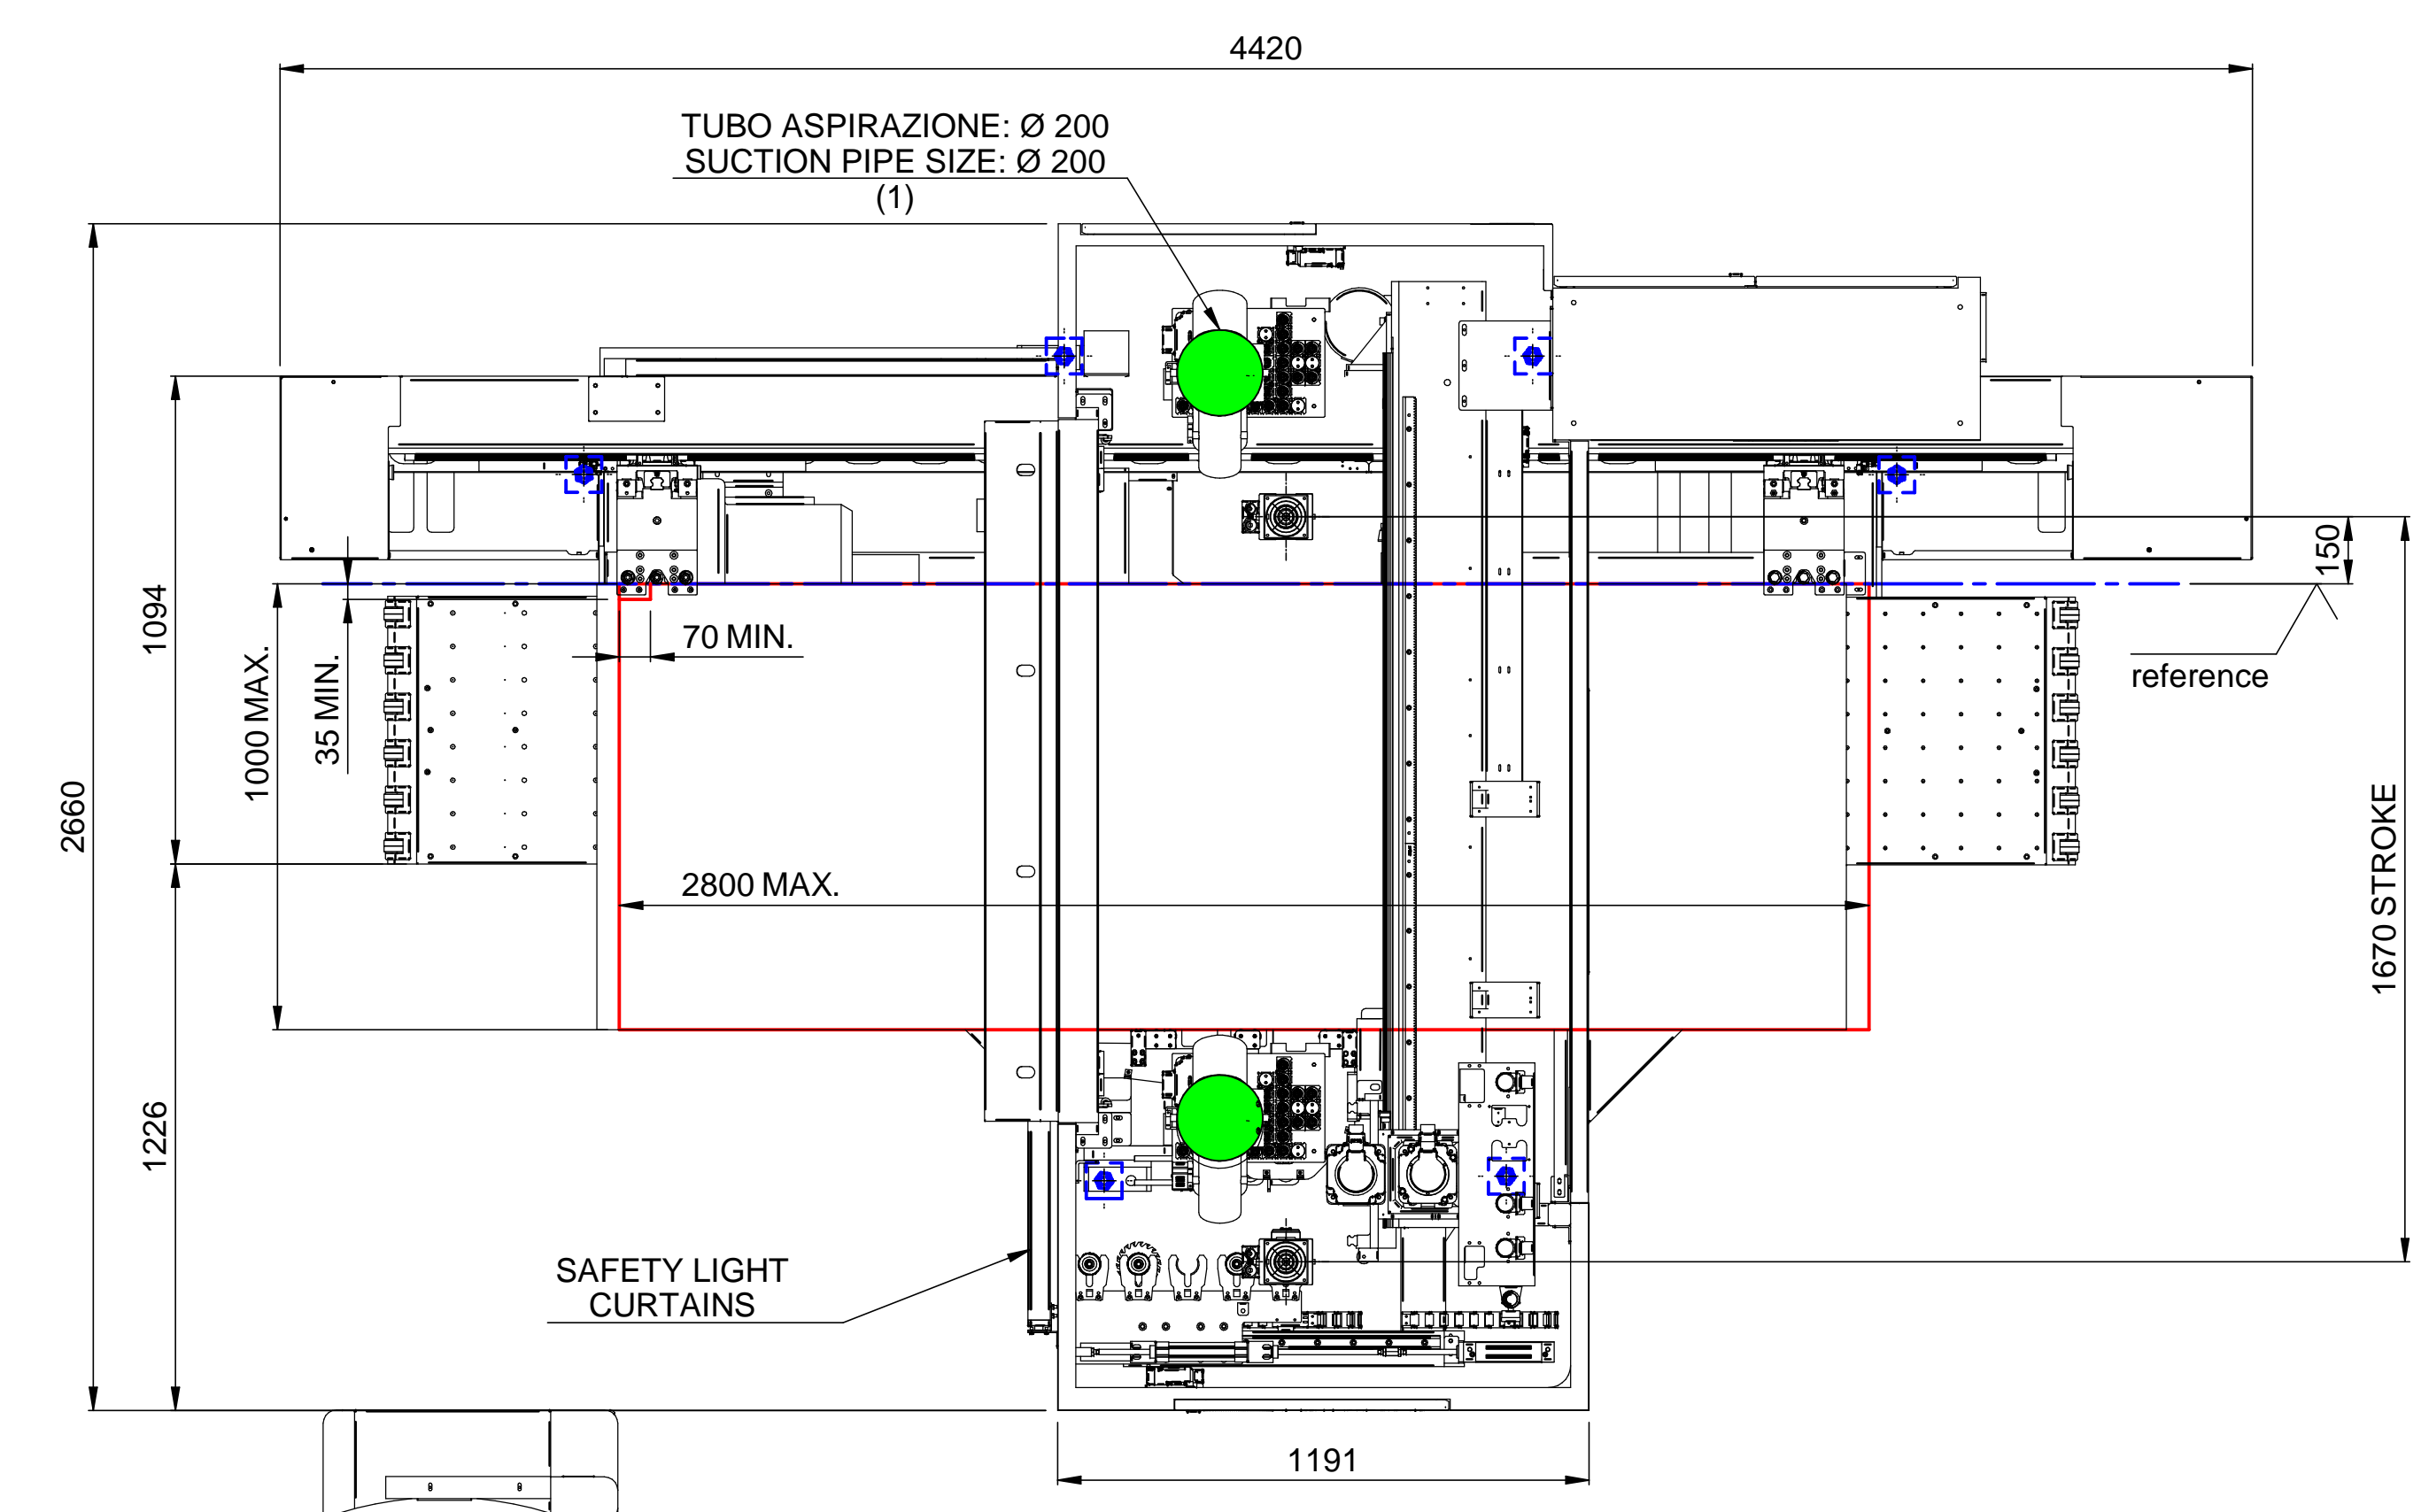 4420
TUBO ASPIRAZIONE: Ø 200
SUCTION PIPE SIZE: Ø 200
(1)
150
1094
70 MIN.
1000 MAX.
35 MIN.
reference
2660
2800 MAX.
1670 STROKE
1226
SAFETY LIGHT
CURTAINS
1191